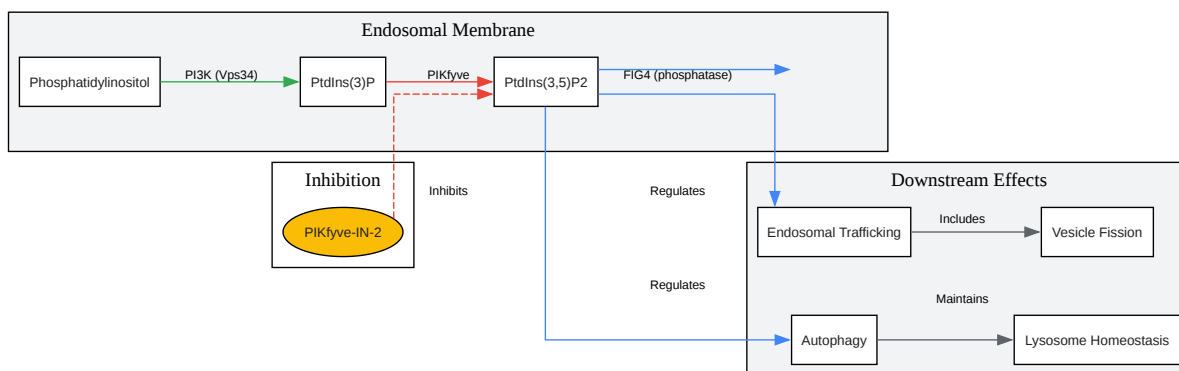 Endosomal Membrane
Phosphatidylinositol
PI3K (Vps34)
PtdIns(3)P
PIKfyve
PtdIns(3,5)P2
FIG4 (phosphatase)
Inhibition
PIKfyve-IN-2
Inhibits
Regulates
Regulates
Downstream Effects
Endosomal Trafficking
Includes
Vesicle Fission
Maintains
Autophagy
Lysosome Homeostasis